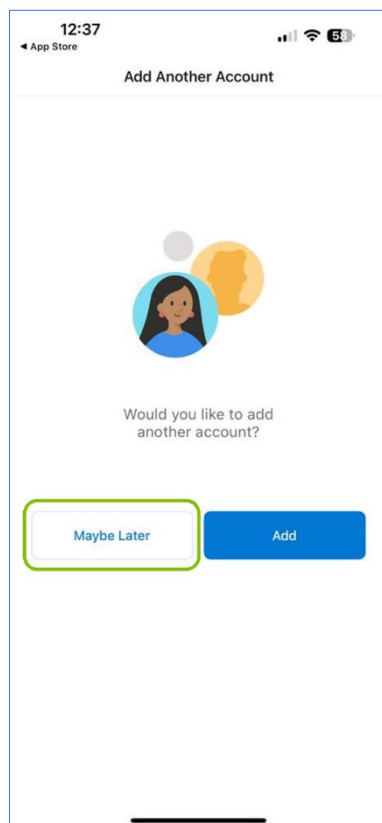 12:37
◀ App Store
58
Add Another Account
Would you like to add
another account?
Maybe Later
Add